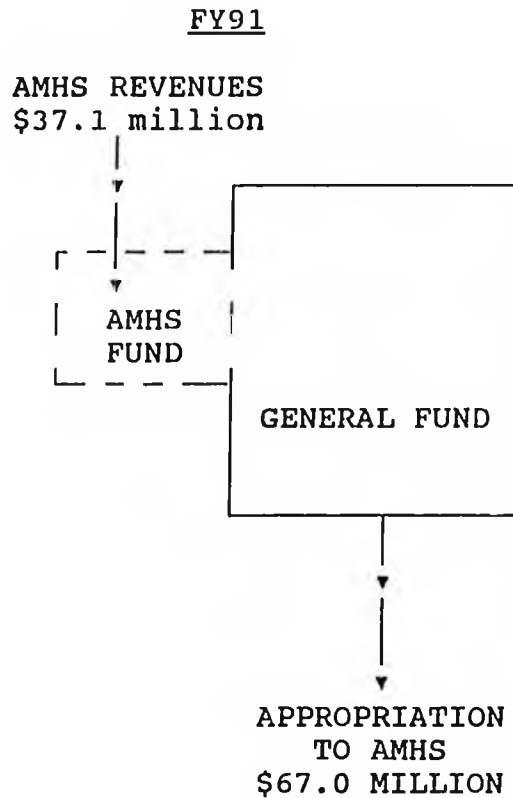 FY91
AMHS REVENUES
$37.1 million
AMHS
FUND
GENERAL FUND
APPROPRIATION
TO AMHS
$67.0 MILLION